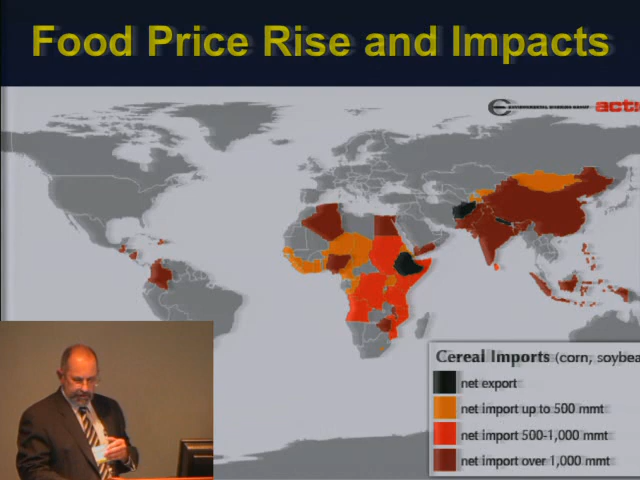 Food Price Rise and Impacts
Cereal Imports (corn, soybea
net export
net import up to 500 mmt
net import 500-1,000 mmt
net import over 1,000 mmt